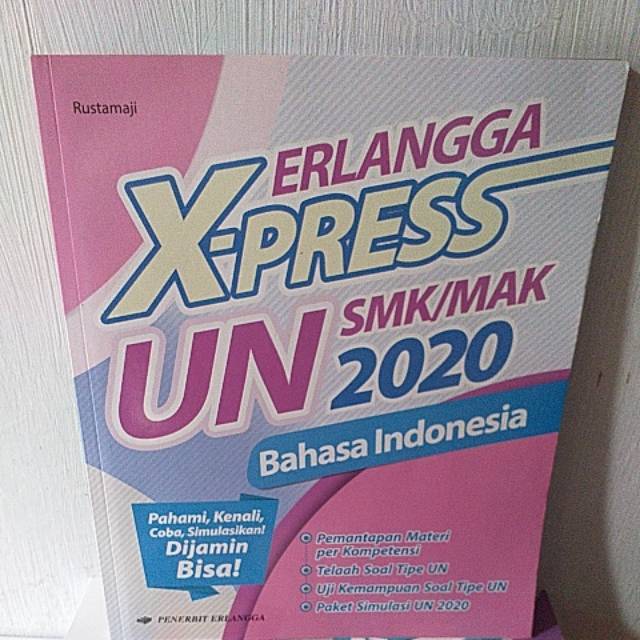 Rustamaji
ERLANGGA
X-PRESS
UN SMK/MAK
2020
Bahasa Indonesia
Pahami, Kenali,
Coba, Simulasikan!
Dijamin
Bisa!
Pemantapan Materi
per Kompetensi
Telaah Soal Tipe UN
Uji Kemampuan Soal Tipe UN
Paket Simulasi UN 2020
PENERBIT ERLANGGA